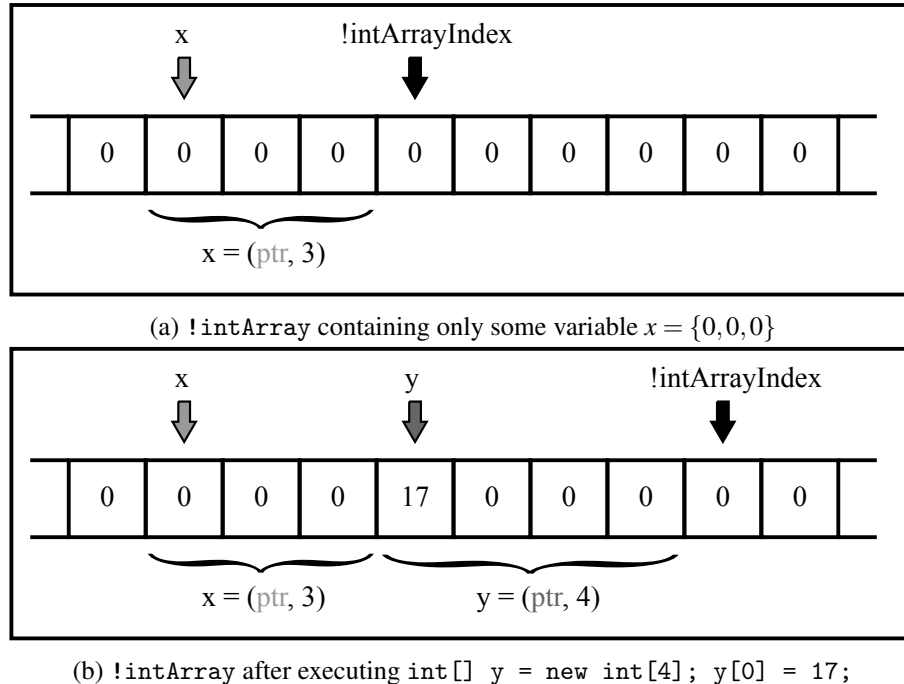 x !intArrayIndex
0 0 0 0 0 0 0 0 0 0
x = (ptr, 3)
(a) !intArray containing only some variable x = {0,0,0}
x y !intArrayIndex
0 0 0 0 17 0 0 0 0 0
x = (ptr, 3) y = (ptr, 4)
(b) !intArray after executing int[] y = new int[4]; y[0] = 17;